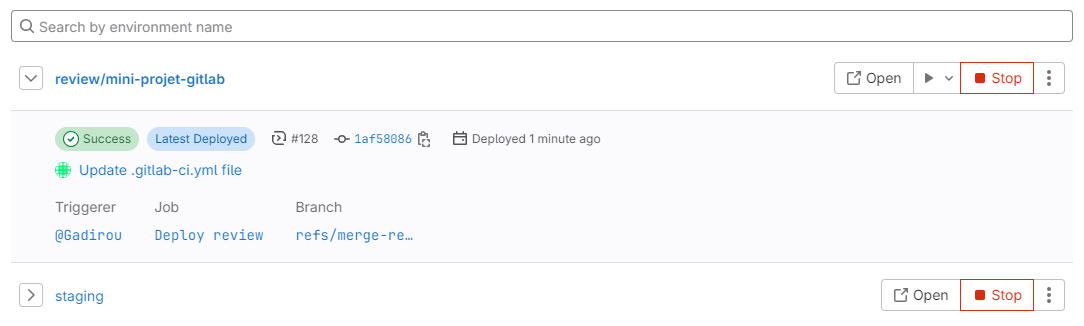 Search by environment name
review/mini-projet-gitlab
Open
Stop
Success
Latest Deployed
#128
1af58086
Deployed 1 minute ago
Update .gitlab-ci.yml file
Triggerer
Job
Branch
@Gadirou
Deploy review
refs/merge-re…
staging
Open
Stop